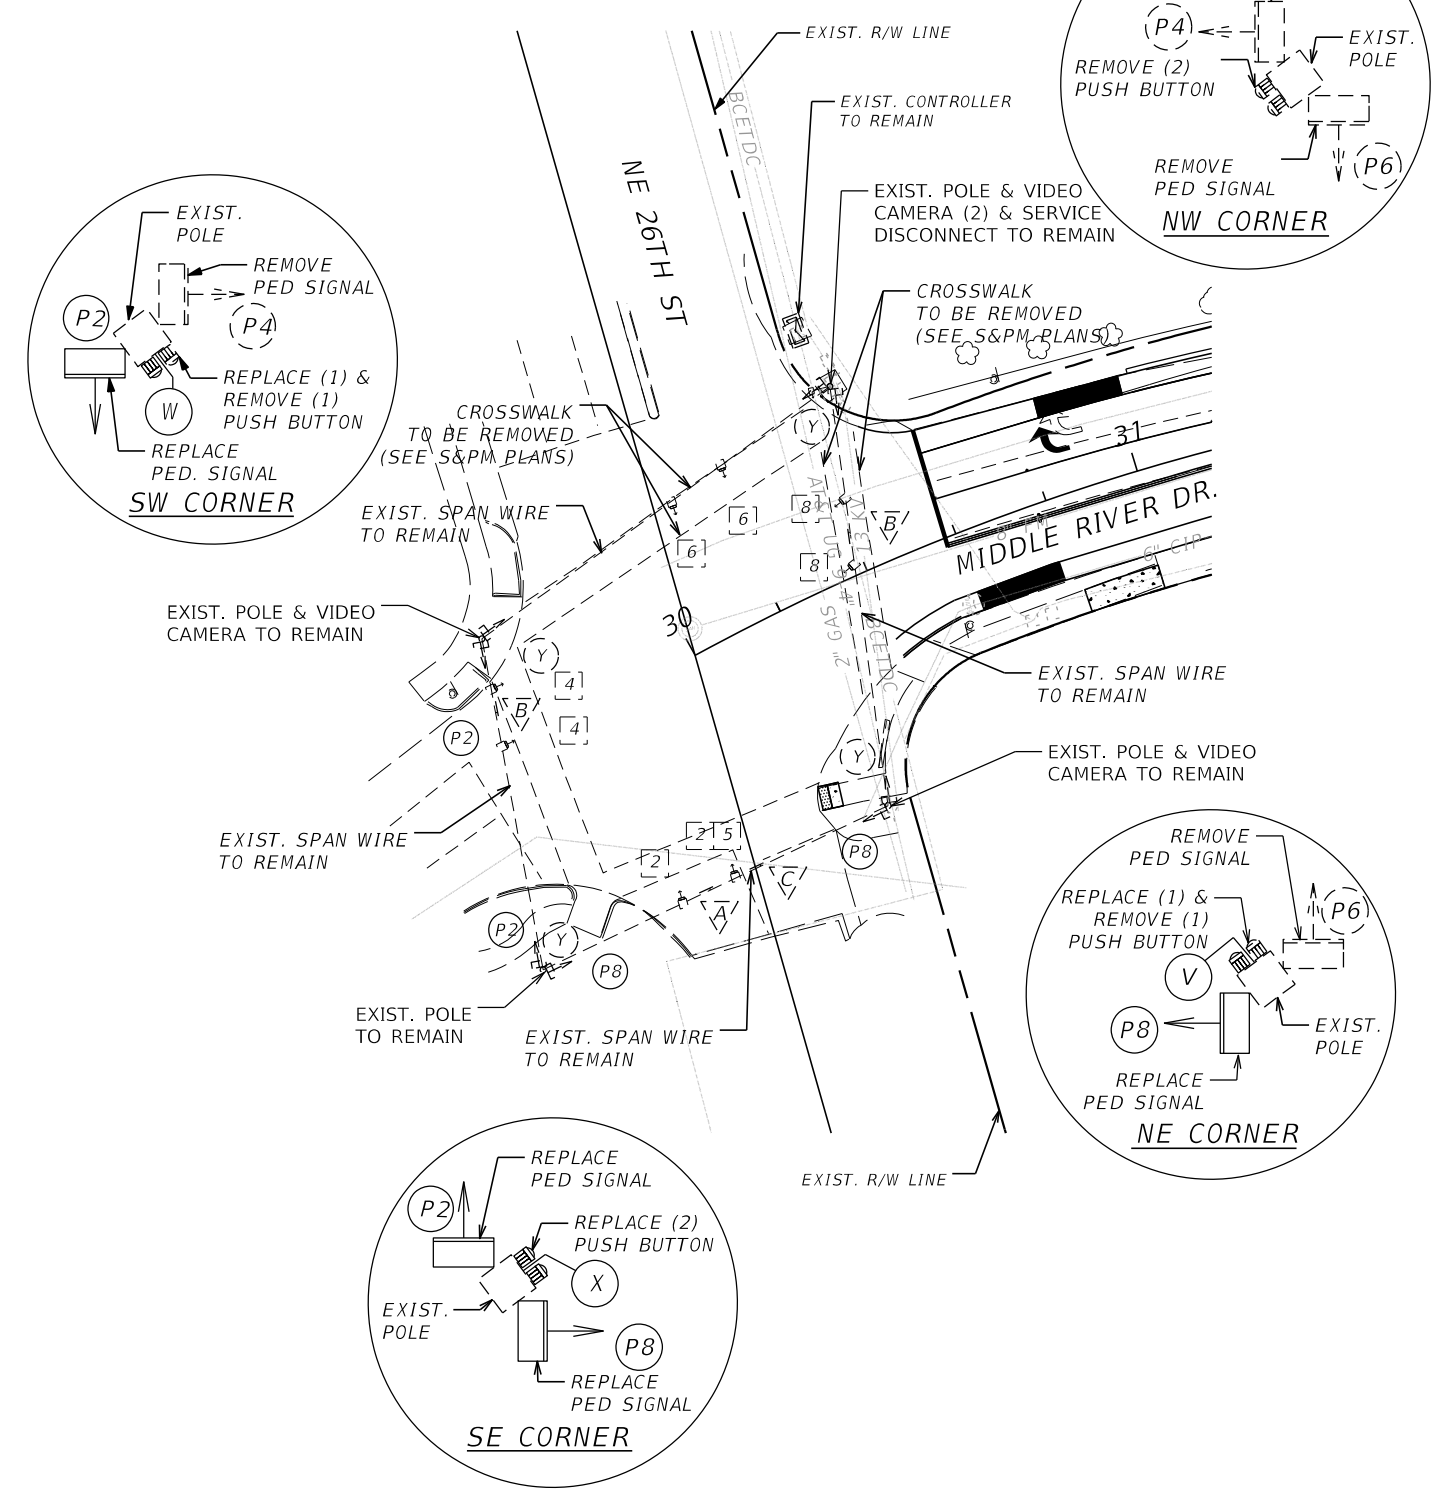 EXIST. R/W LINE
BCETDC
EXIST. CONTROLLER
TO REMAIN
NE 26TH ST
EXIST. POLE & VIDEO
CAMERA (2) & SERVICE
DISCONNECT TO REMAIN
CROSSWALK
TO BE REMOVED
(SEE S&PM PLANS)
P4
REMOVE (2)
PUSH BUTTON
EXIST.
POLE
REMOVE
PED SIGNAL
P6
NW CORNER
EXIST.
POLE
REMOVE
PED SIGNAL
P2
P4
REPLACE (1) &
REMOVE (1)
PUSH BUTTON
W
REPLACE
PED. SIGNAL
SW CORNER
CROSSWALK
TO BE REMOVED
(SEE S&PM PLANS)
EXIST. SPAN WIRE
TO REMAIN
EXIST. POLE & VIDEO
CAMERA TO REMAIN
Y
31
MIDDLE RIVER DR.
6" CIP
6
8
6
8
B
13 KV
2" GAS
BCETDC
30
Y
4
B
4
P2
EXIST. SPAN WIRE
TO REMAIN
Y
EXIST. POLE & VIDEO
CAMERA TO REMAIN
EXIST. SPAN WIRE
TO REMAIN
2
5
2
P8
C
A
P2
Y
P8
EXIST. POLE
TO REMAIN
EXIST. SPAN WIRE
TO REMAIN
REMOVE
PED SIGNAL
REPLACE (1) &
REMOVE (1)
PUSH BUTTON
P6
V
P8
EXIST.
POLE
REPLACE
PED SIGNAL
NE CORNER
EXIST. R/W LINE
REPLACE
PED SIGNAL
P2
REPLACE (2)
PUSH BUTTON
X
EXIST.
POLE
P8
REPLACE
PED SIGNAL
SE CORNER